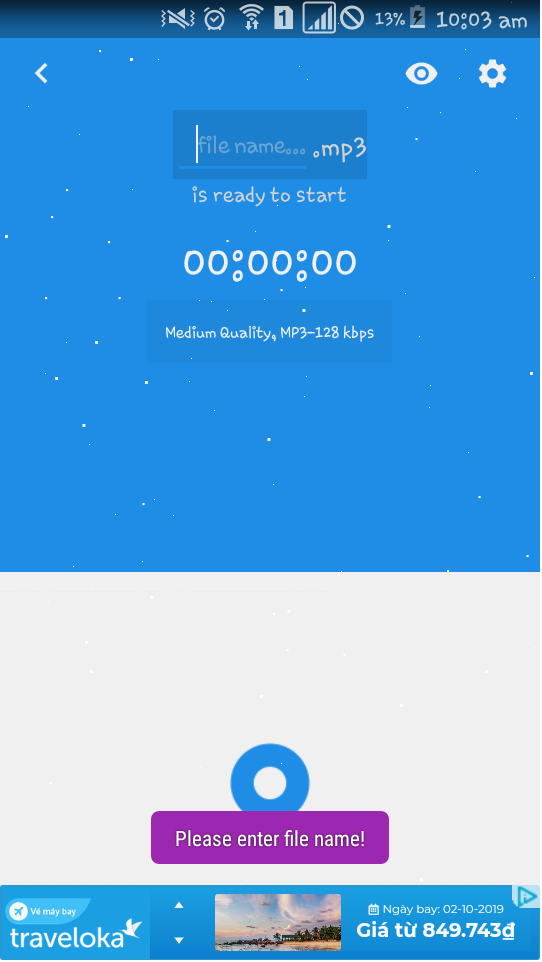 1 13% 10:03 am
file name... .mp3
is ready to start
00:00:00
Medium Quality, MP3-128 kbps
Please enter file name!
Vé máy bay
traveloka
Ngày bay: 02-10-2019
Giá từ 849.743₫